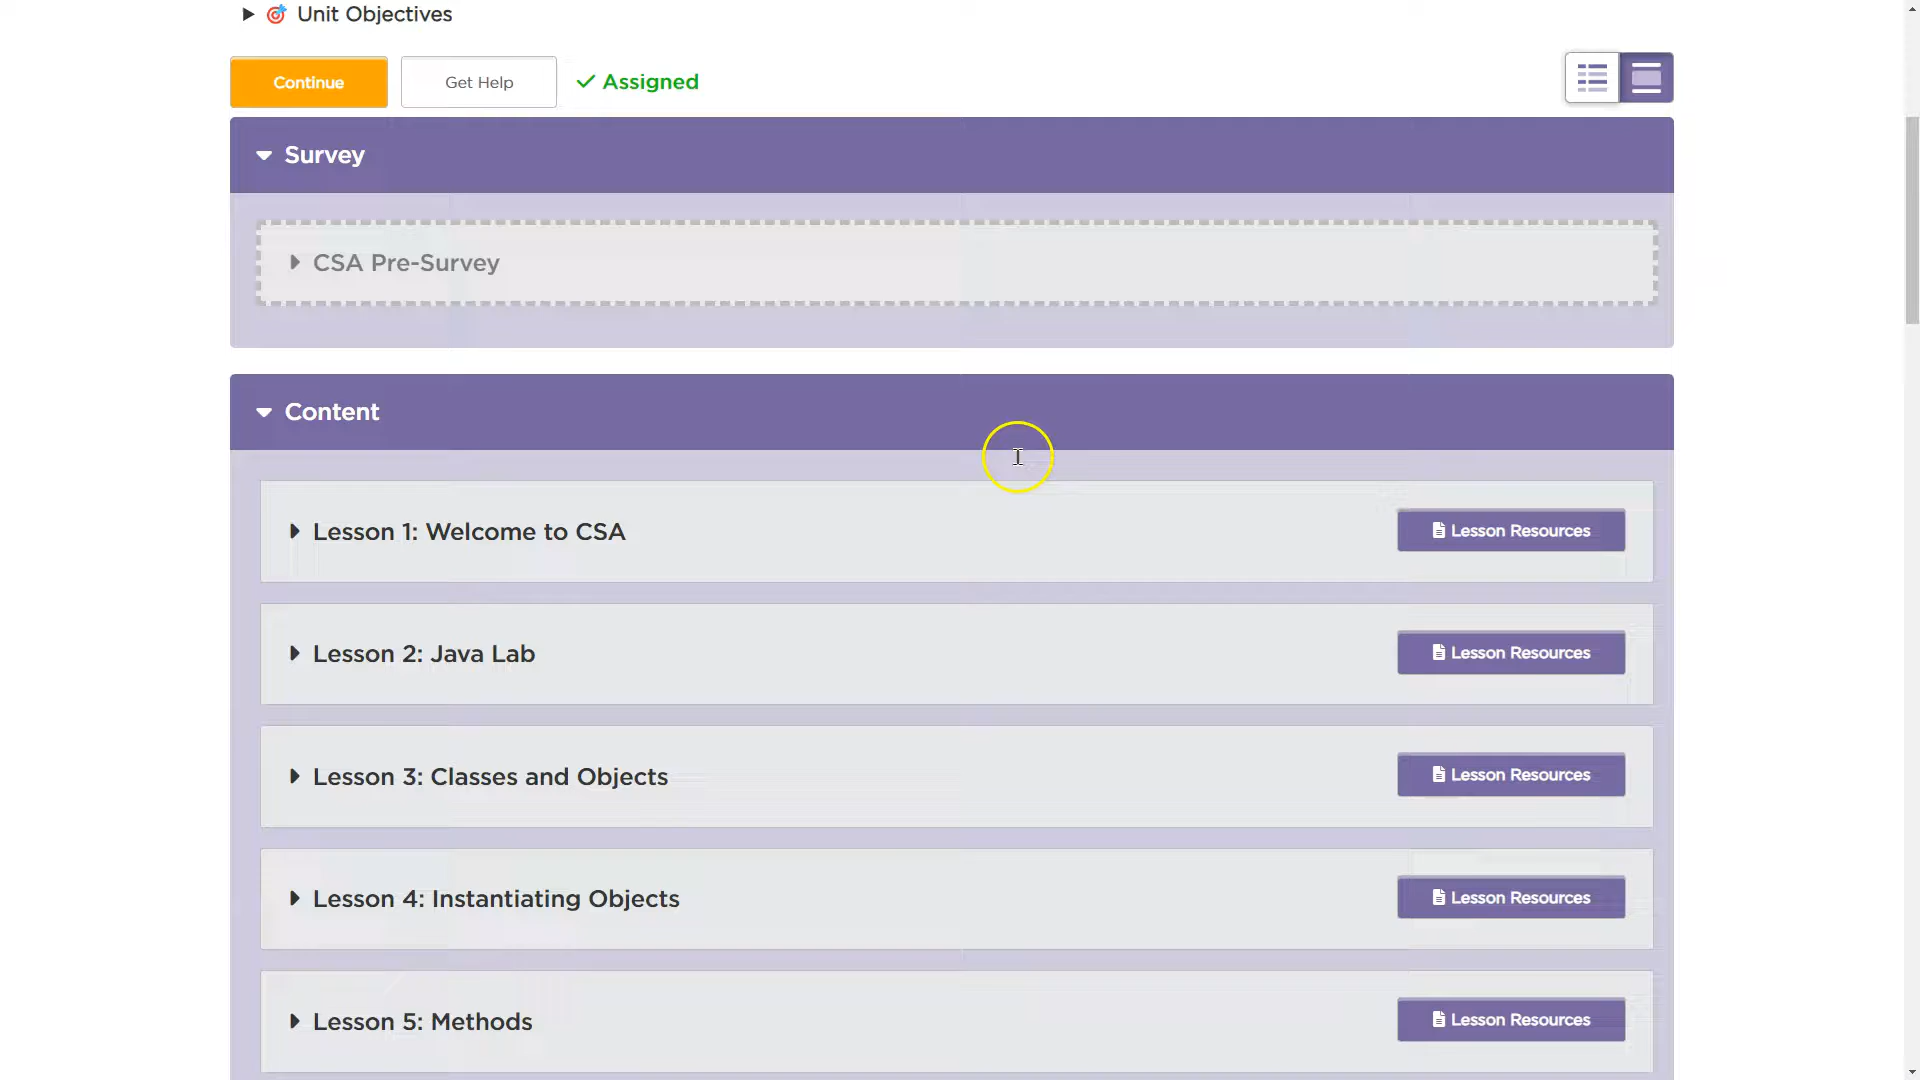 Unit Objectives
Continue
Get Help
Assigned
Survey
CSA Pre-Survey
Content
Lesson 1: Welcome to CSA
Lesson Resources
Lesson 2: Java Lab
Lesson Resources
Lesson 3: Classes and Objects
Lesson Resources
Lesson 4: Instantiating Objects
Lesson Resources
Lesson 5: Methods
Lesson Resources